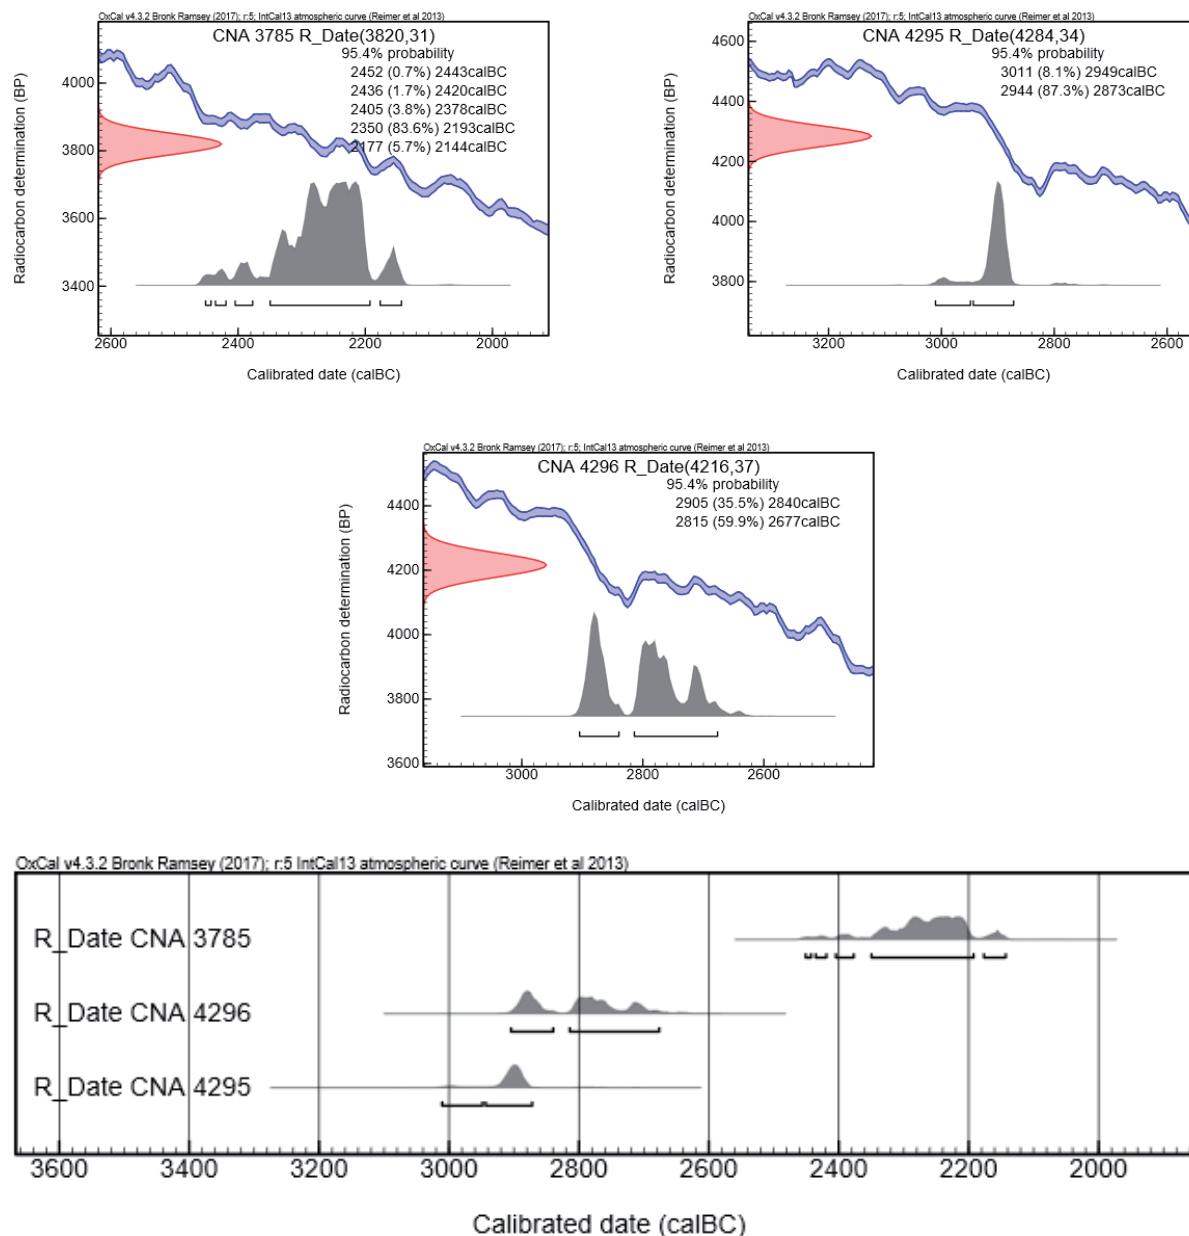 OxCal v4.3.2 Bronk Ramsey (2017); r:5; IntCal13 atmospheric curve (Reimer et al 2013)
CNA 3785 R_Date(3820,31)
95.4% probability
2452 (0.7%) 2443calBC
2436 (1.7%) 2420calBC
2405 (3.8%) 2378calBC
2350 (83.6%) 2193calBC
2177 (5.7%) 2144calBC
Radiocarbon determination (BP)
4000
3800
3600
3400
2600 2400 2200 2000
Calibrated date (calBC)
OxCal v4.3.2 Bronk Ramsey (2017); r:5; IntCal13 atmospheric curve (Reimer et al 2013)
CNA 4295 R_Date(4284,34)
95.4% probability
3011 (8.1%) 2949calBC
2944 (87.3%) 2873calBC
Radiocarbon determination (BP)
4600
4400
4200
4000
3800
3200 3000 2800 2600
Calibrated date (calBC)
OxCal v4.3.2 Bronk Ramsey (2017); r:5; IntCal13 atmospheric curve (Reimer et al 2013)
CNA 4296 R_Date(4216,37)
95.4% probability
2905 (35.5%) 2840calBC
2815 (59.9%) 2677calBC
Radiocarbon determination (BP)
4400
4200
4000
3800
3600
3000 2800 2600
Calibrated date (calBC)
OxCal v4.3.2 Bronk Ramsey (2017); r:5 IntCal13 atmospheric curve (Reimer et al 2013)
R_Date CNA 3785
R_Date CNA 4296
R_Date CNA 4295
3600 3400 3200 3000 2800 2600 2400 2200 2000
Calibrated date (calBC)